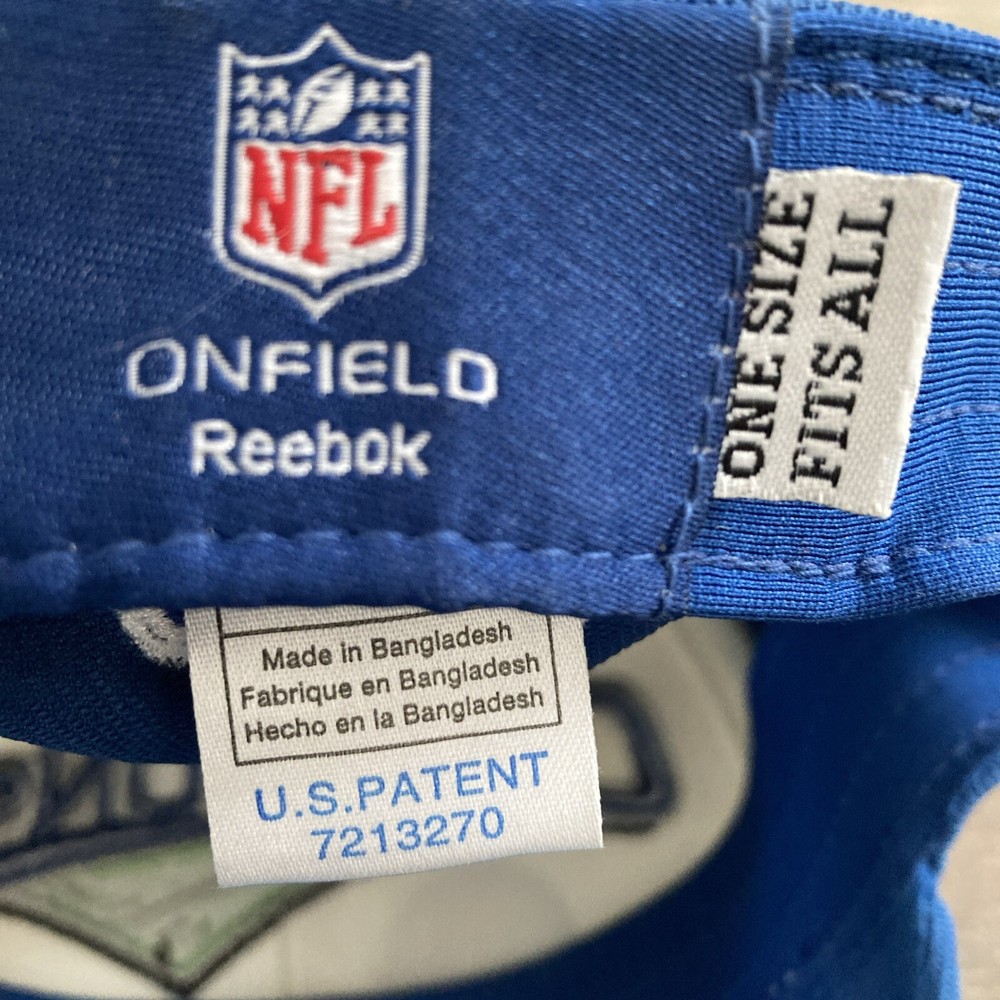 NFL
ONFIELD
Reebok
ONE SIZE
FITS ALL
Made in Bangladesh
Fabrique en Bangladesh
Hecho en la Bangladesh
U.S.PATENT
7213270